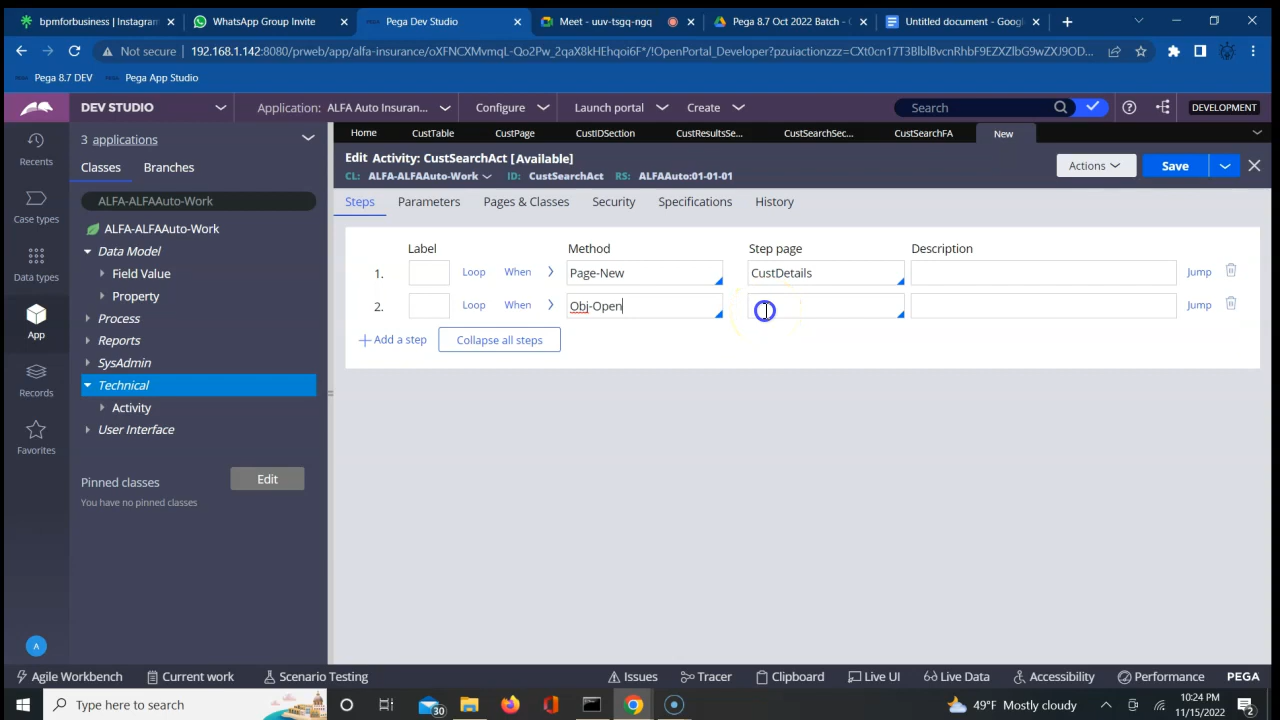 bpmforbusiness | Instagram
WhatsApp Group Invite
Pega Dev Studio
Meet - uuv-tsgq-ngq
Pega 8.7 Oct 2022 Batch - G
Untitled document - Google
Not secure | 192.168.1.142:8080/prweb/app/alfa-insurance/oXFNCXMvmqL-Qo2Pw_2qaX8kHEhqoi6F*/!OpenPortal_Developer?pzuiactionzzz=CXt0cn17T3BlblBvcnRhbF9EZXZlbG9wZXJ9OD...
Pega 8.7 DEV
Pega App Studio
DEV STUDIO
Application: ALFA Auto Insuran...
Configure
Launch portal
Create
Search
DEVELOPMENT
Recents
Case types
Data types
App
Records
Favorites
A
3 applications
Classes
Branches
ALFA-ALFAAuto-Work
ALFA-ALFAAuto-Work
Data Model
Field Value
Property
Process
Reports
SysAdmin
Technical
Activity
User Interface
Pinned classes
Edit
You have no pinned classes
Home
CustTable
CustPage
CustIDSection
CustResultsSe...
CustSearchSec...
CustSearchFA
New
Edit Activity: CustSearchAct [Available]
CL: ALFA-ALFAAuto-Work ID: CustSearchAct RS: ALFAAuto:01-01-01
Actions
Save
Steps
Parameters
Pages & Classes
Security
Specifications
History
Label Method Step page Description
1. Loop When Page-New CustDetails Jump
2. Loop When Obj-Open Jump
Add a step
Collapse all steps
Agile Workbench
Current work
Scenario Testing
Issues
Tracer
Clipboard
Live UI
Live Data
Accessibility
Performance
PEGA
Type here to search
30
49°F Mostly cloudy
10:24 PM
11/15/2022
2